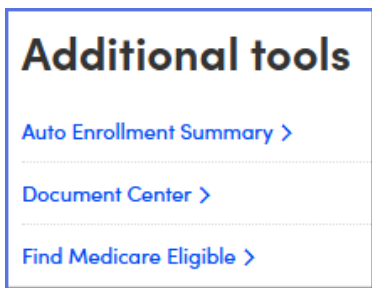 Additional tools
Auto Enrollment Summary >
Document Center >
Find Medicare Eligible >